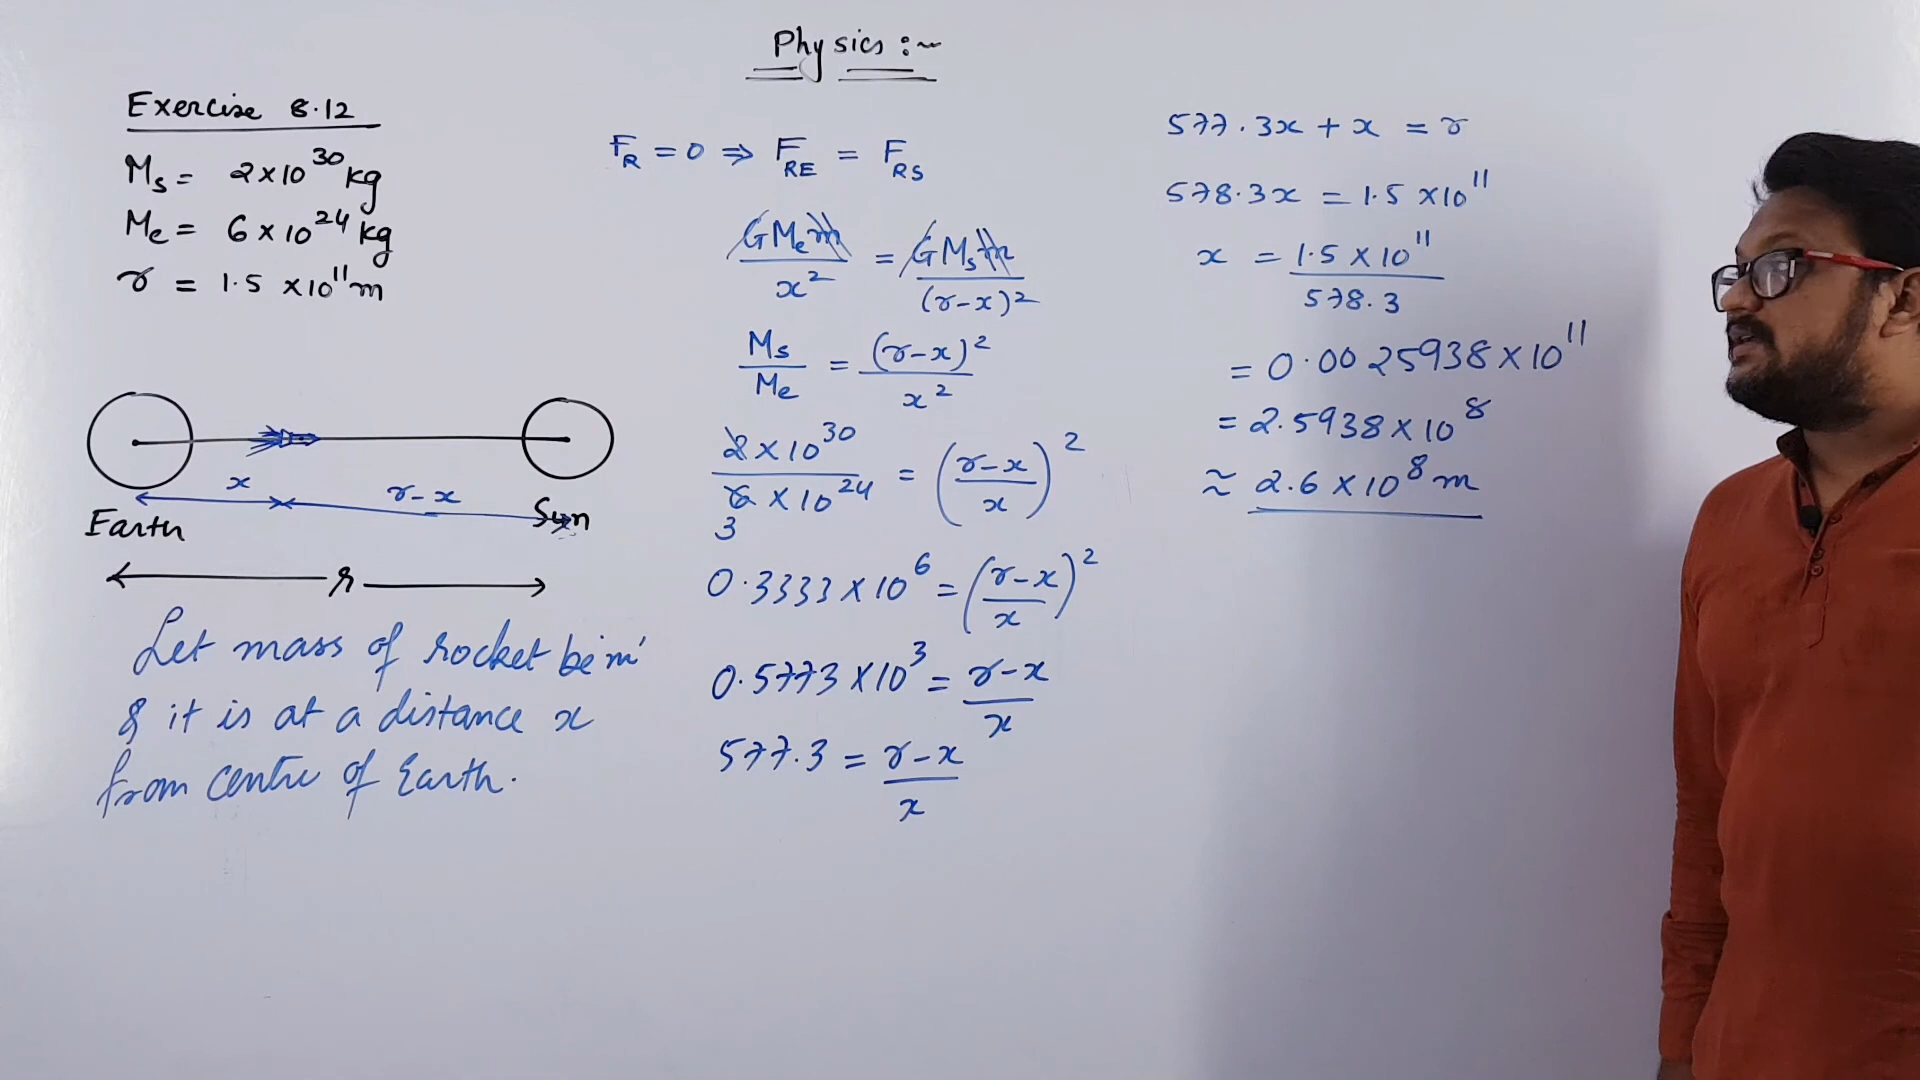 Physics :~
Exercise 8.12
Ms = 2×10^30 kg
Me = 6×10^24 kg
r = 1.5 ×10^11 m
x
r-x
Earth
Sun
r
Let mass of rocket be 'm'
& it is at a distance x
from centre of Earth.
F_R = 0 ⇒ F_RE = F_RS
GMem/x² = GMsm/(r-x)²
Ms/Me = (r-x)²/x²
2×10^30/6×10^24 = (r-x/x)²
3
0.3333×10^6 = (r-x/x)²
0.5773×10^3 = r-x/x
577.3 = r-x/x
577.3x + x = r
578.3x = 1.5 ×10^11
x = 1.5 ×10^11/578.3
= 0.0025938×10^11
= 2.5938×10^8
≈ 2.6×10^8 m